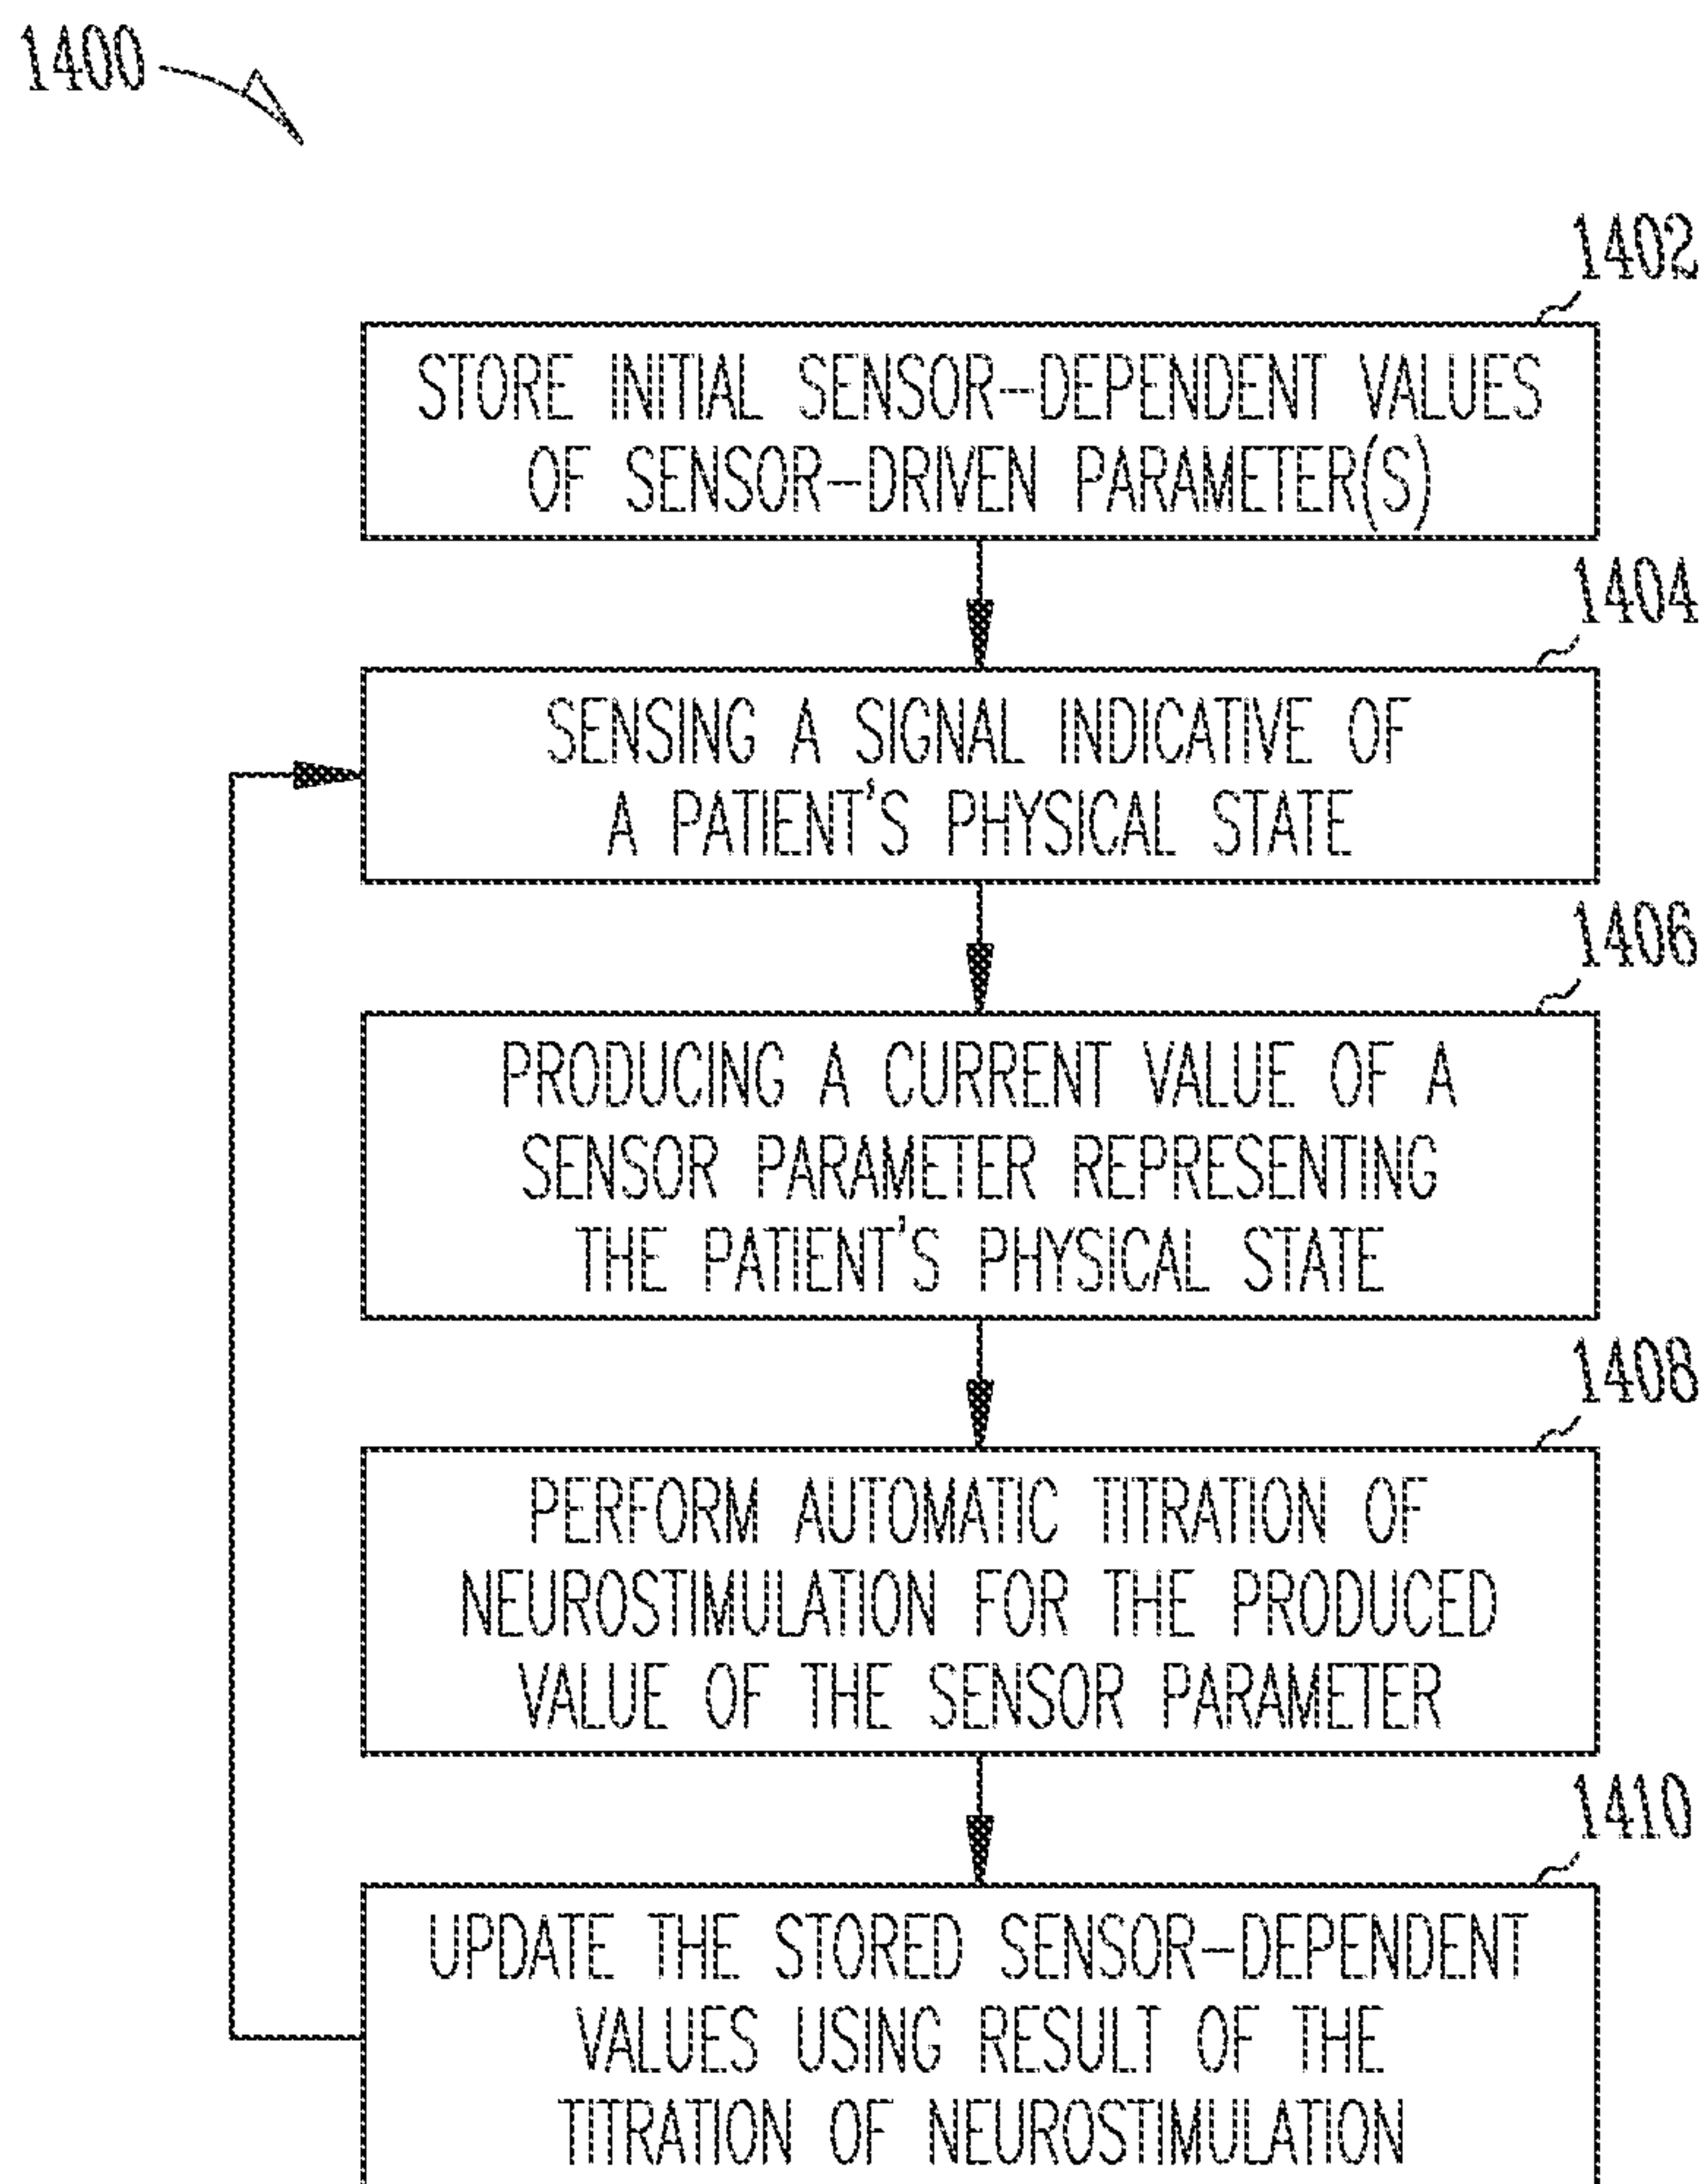 1400
1402
STORE INITIAL SENSOR-DEPENDENT VALUES
OF SENSOR-DRIVEN PARAMETER(S)
1404
SENSING A SIGNAL INDICATIVE OF
A PATIENT'S PHYSICAL STATE
1406
PRODUCING A CURRENT VALUE OF A
SENSOR PARAMETER REPRESENTING
THE PATIENT'S PHYSICAL STATE
1408
PERFORM AUTOMATIC TITRATION OF
NEUROSTIMULATION FOR THE PRODUCED
VALUE OF THE SENSOR PARAMETER
1410
UPDATE THE STORED SENSOR-DEPENDENT
VALUES USING RESULT OF THE
TITRATION OF NEUROSTIMULATION